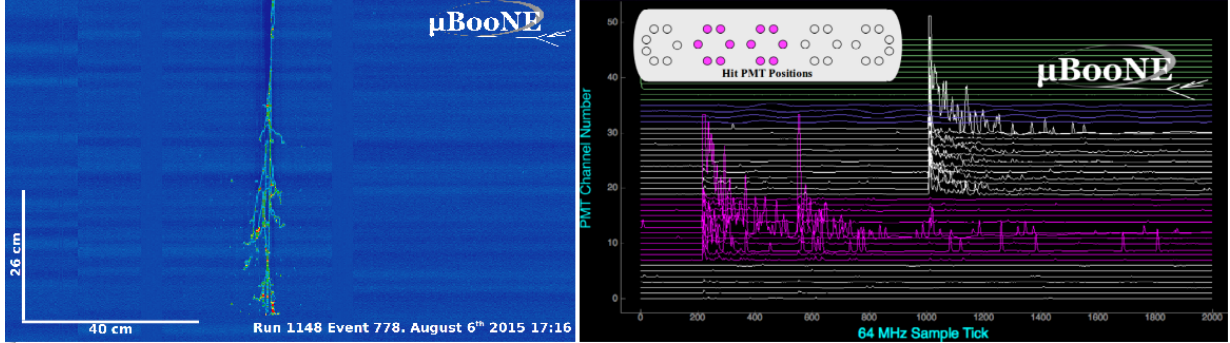 µBooNE
26 cm
40 cm
Run 1148 Event 778. August 6th 2015 17:16
Hit PMT Positions
µBooNE
PMT Channel Number
50
40
30
20
10
0
0
200
400
600
800
1000
1200
1400
1600
1800
2000
64 MHz Sample Tick